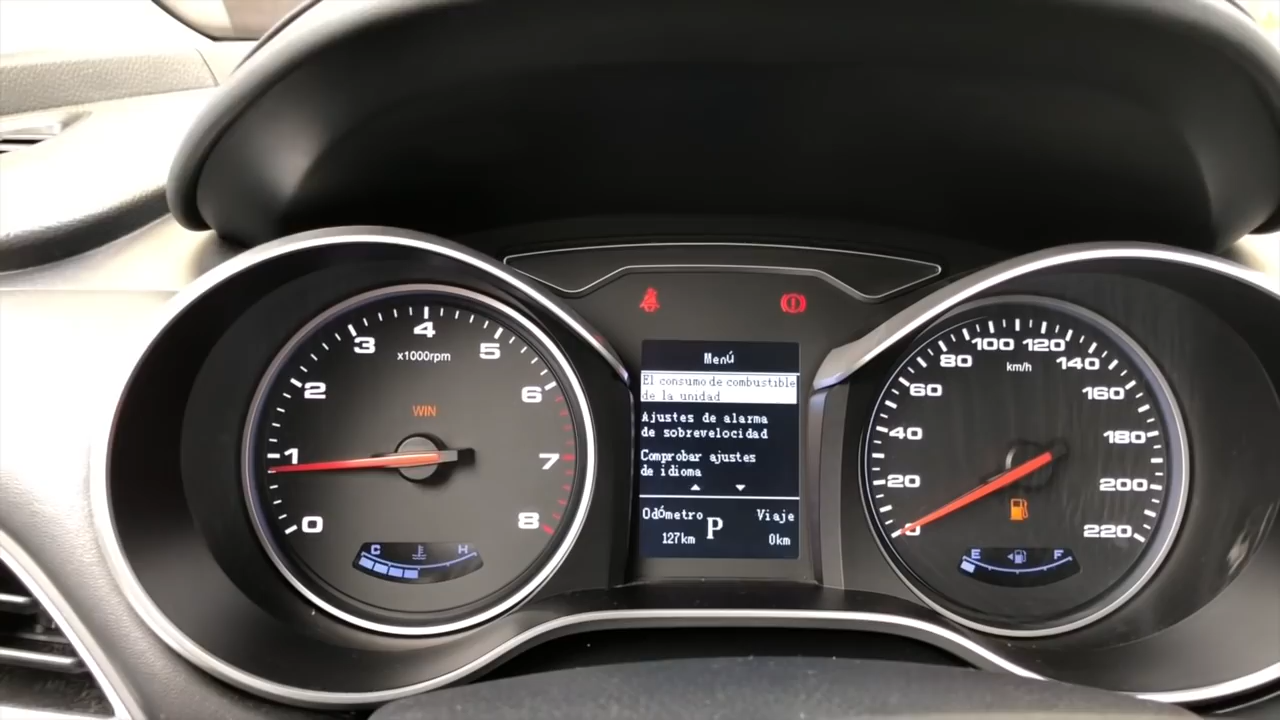 x1000rpm
0
1
2
3
4
5
6
7
8
WIN
C
H
Menú
El consumo de combustible
de la unidad
Ajustes de alarma
de sobrevelocidad
Comprobar ajustes
de idioma
Odómetro
127km
P
Viaje
0km
km/h
0
20
40
60
80
100
120
140
160
180
200
220
E
F